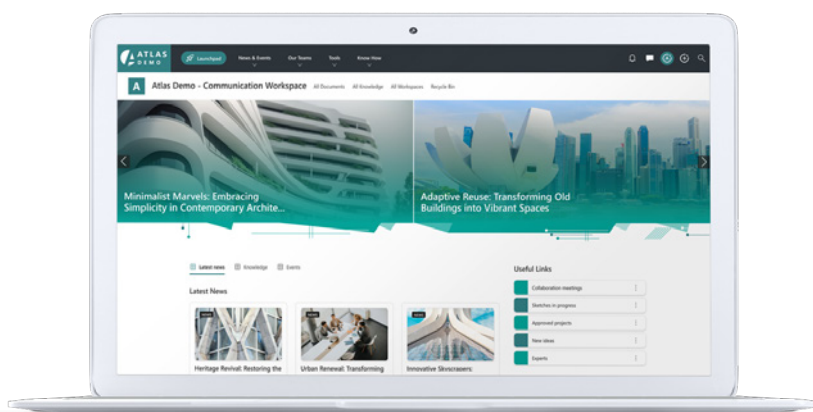 ATLAS
DEMO
Launchpad
News & Events
Our Teams
Tools
Know How
A
Atlas Demo - Communication Workspace
All Documents
All Knowledge
All Workspaces
Recycle Bin
Minimalist Marvels: Embracing
Simplicity in Contemporary Archite...
Adaptive Reuse: Transforming Old
Buildings into Vibrant Spaces
Latest news
Knowledge
Events
Useful Links
Latest News
Collaboration meetings
Sketches in progress
Approved projects
New ideas
Experts
Heritage Revival: Restoring the
Urban Renewal: Transforming
Innovative Skyscrapers: